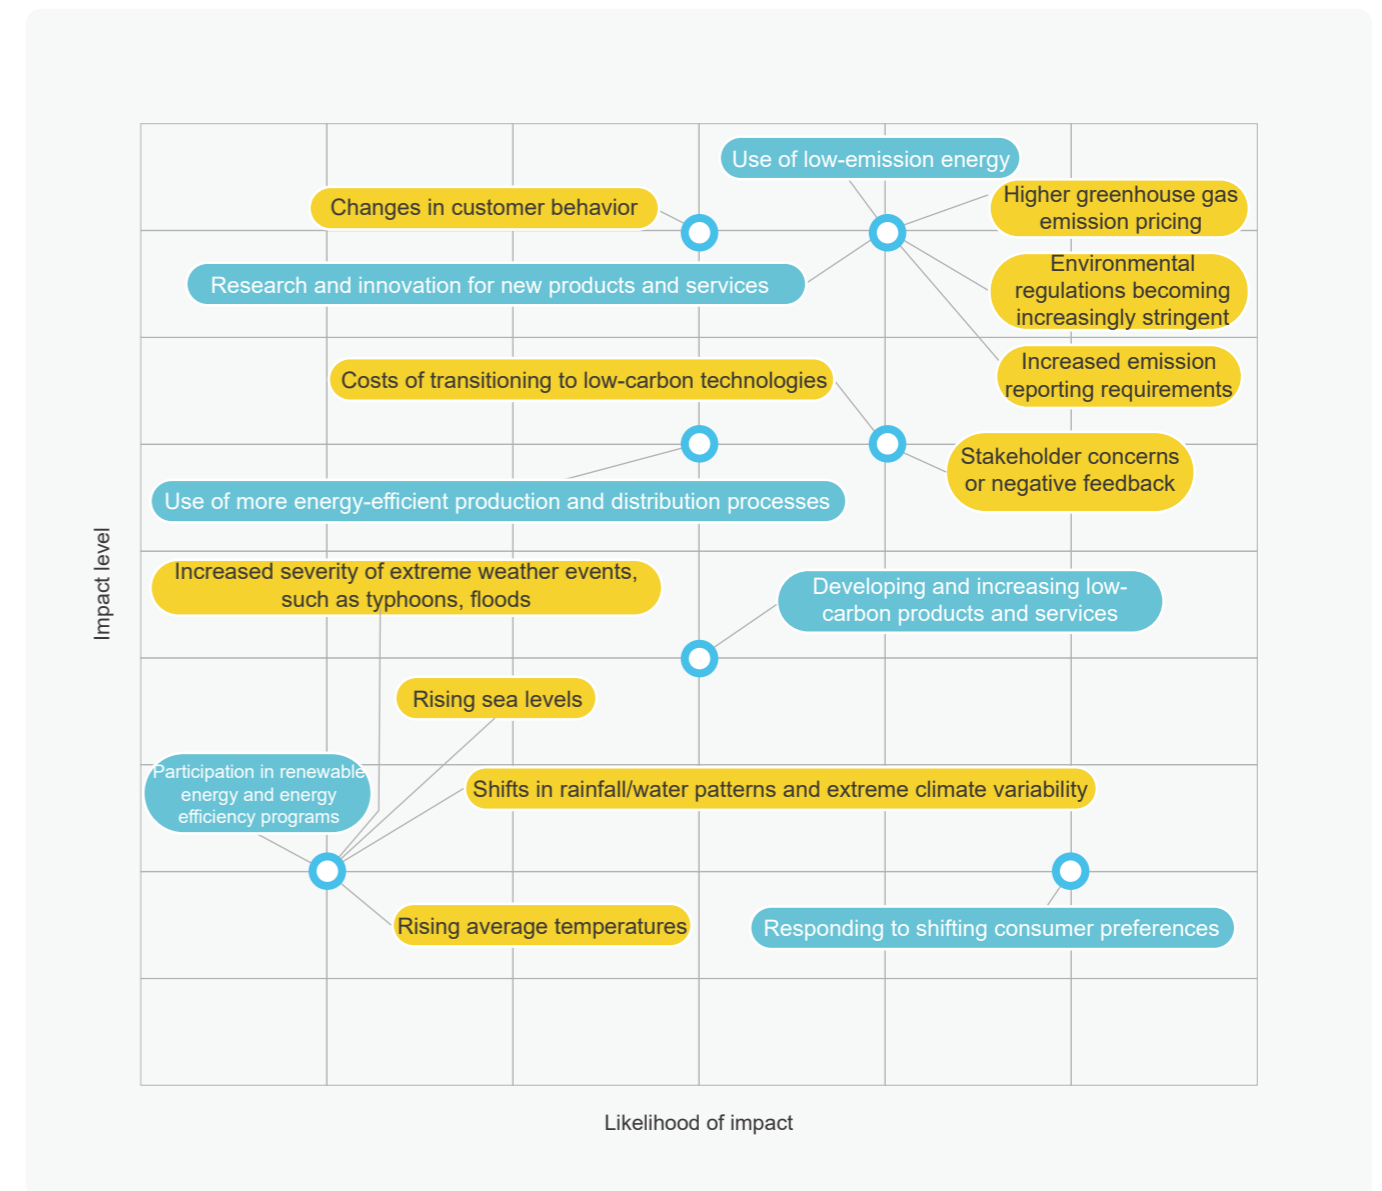 Use of low-emission energy
Changes in customer behavior
Higher greenhouse gas
emission pricing
Research and innovation for new products and services
Environmental
regulations becoming
increasingly stringent
Costs of transitioning to low-carbon technologies
Increased emission
reporting requirements
Stakeholder concerns
or negative feedback
Use of more energy-efficient production and distribution processes
Impact level
Increased severity of extreme weather events,
such as typhoons, floods
Developing and increasing low-
carbon products and services
Rising sea levels
Participation in renewable
energy and energy
efficiency programs
Shifts in rainfall/water patterns and extreme climate variability
Rising average temperatures
Responding to shifting consumer preferences
Likelihood of impact